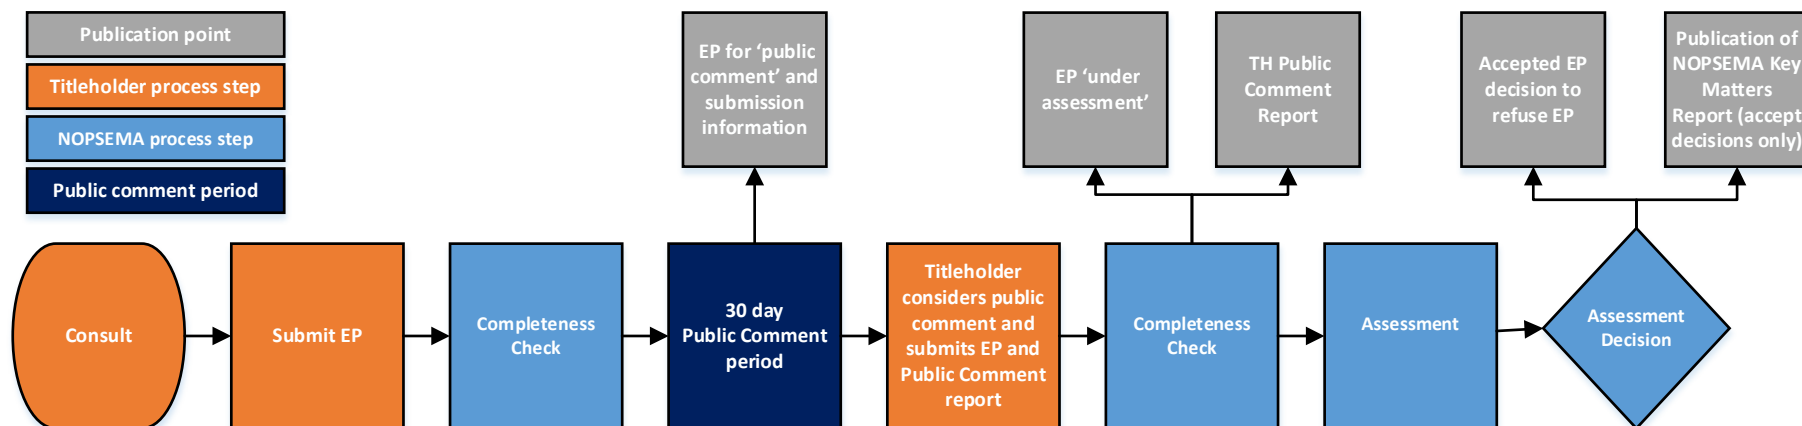 Publication point
Titleholder process step
NOPSEMA process step
Public comment period
EP for ‘public
comment’ and
submission
information
EP ‘under
assessment’
TH Public
Comment
Report
Accepted EP
decision to
refuse EP
Publication of
NOPSEMA Key
Matters
Report (accept
decisions only)
Consult
Submit EP
Completeness
Check
30 day
Public Comment
period
Titleholder
considers public
comment and
submits EP and
Public Comment
report
Completeness
Check
Assessment
Assessment
Decision